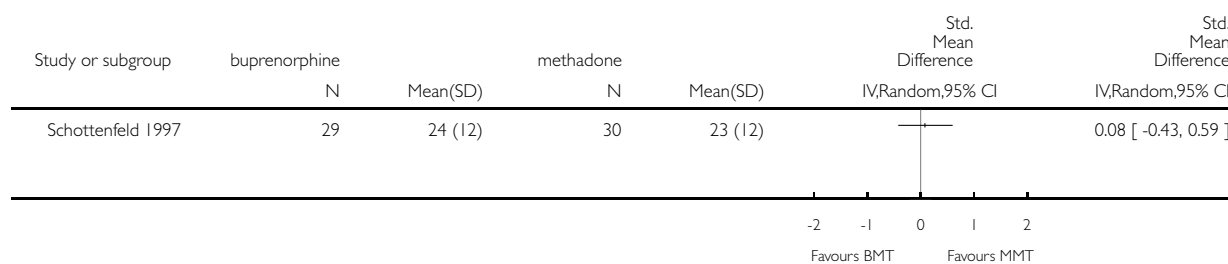 Std.
Mean
Difference
Std.
Mean
Difference
Study or subgroup buprenorphine methadone
N Mean(SD) N Mean(SD) IV,Random,95% CI IV,Random,95% CI
Schottenfeld 1997 29 24 (12) 30 23 (12) 0.08 [ -0.43, 0.59 ]
-2 -1 0 1 2
Favours BMT Favours MMT